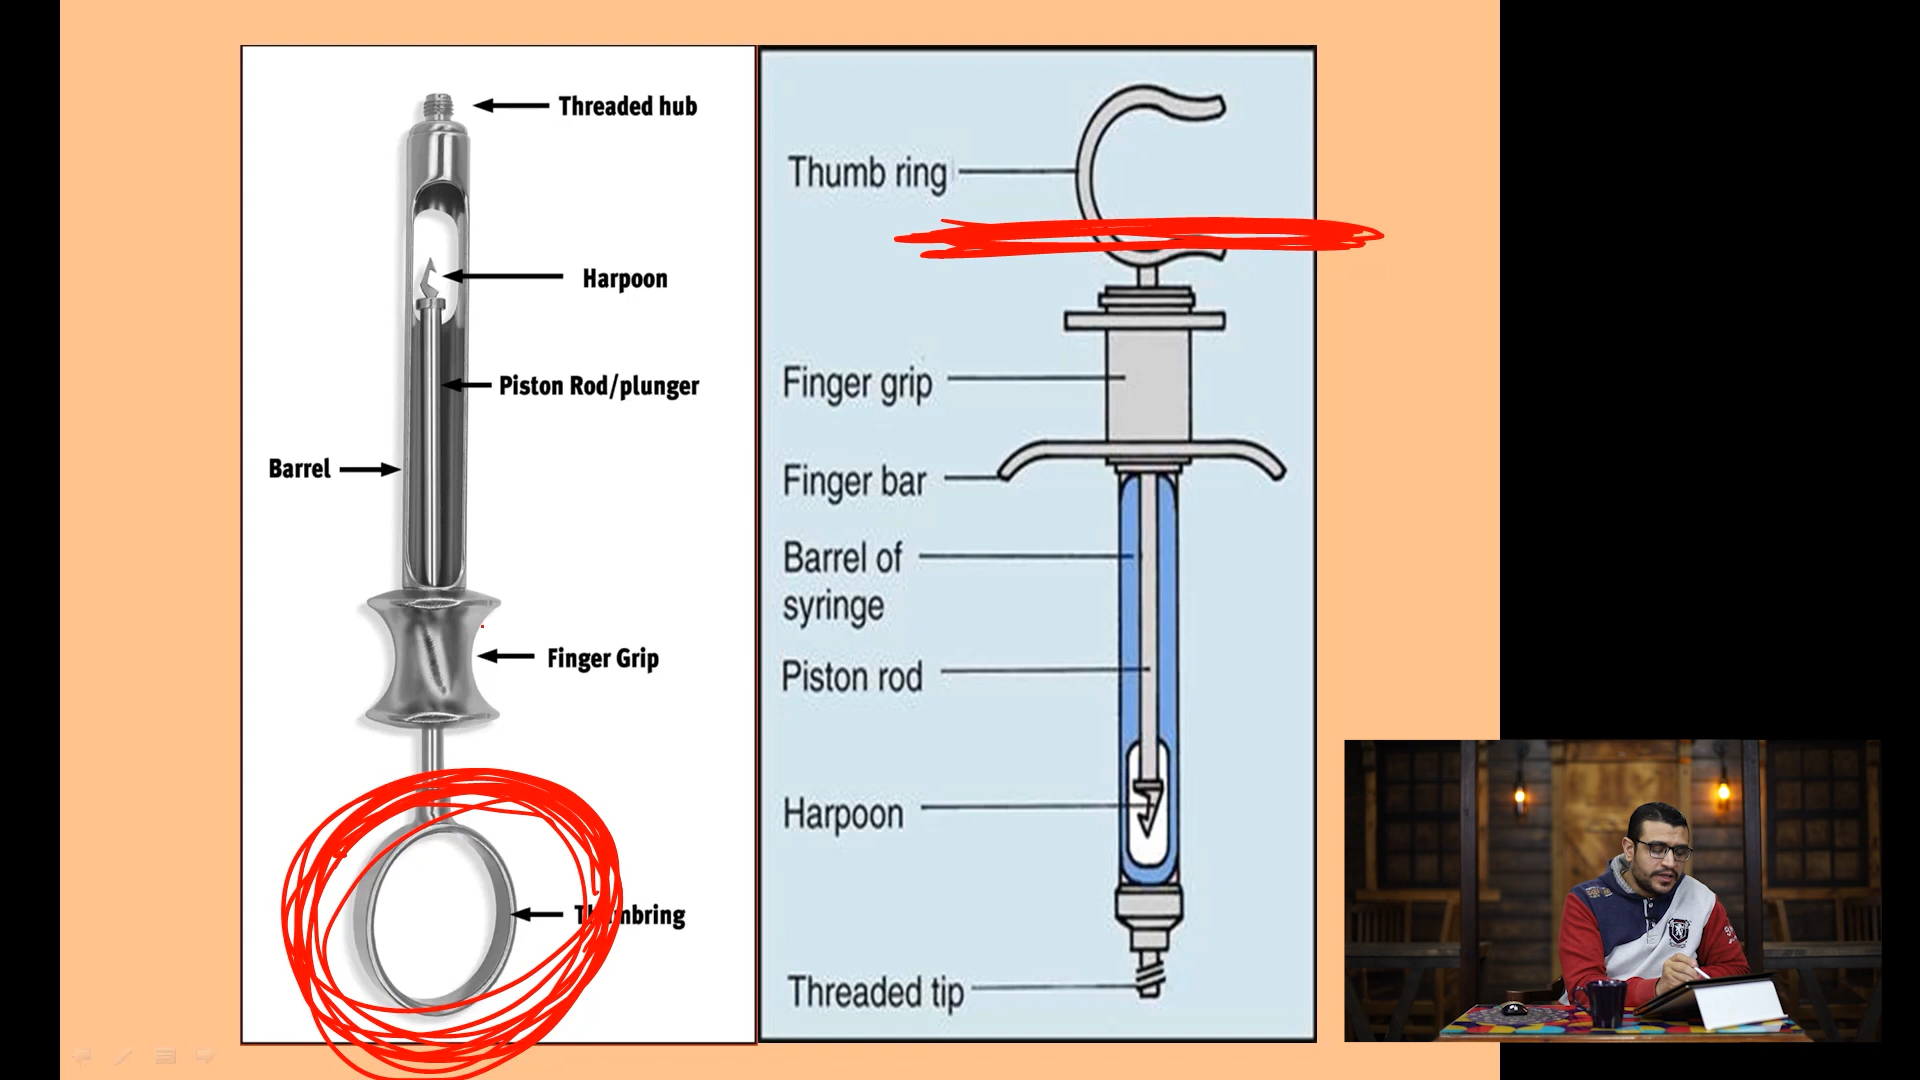 Threaded hub
Harpoon
Piston Rod/plunger
Barrel
Finger Grip
Thumbring
Thumb ring
Finger grip
Finger bar
Barrel of
syringe
Piston rod
Harpoon
Threaded tip